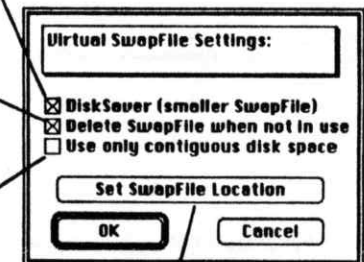 Virtual SwapFile Settings:
DiskSaver (smaller SwapFile)
Delete SwapFile when not in use
Use only contiguous disk space
Set SwapFile Location
OK
Cancel